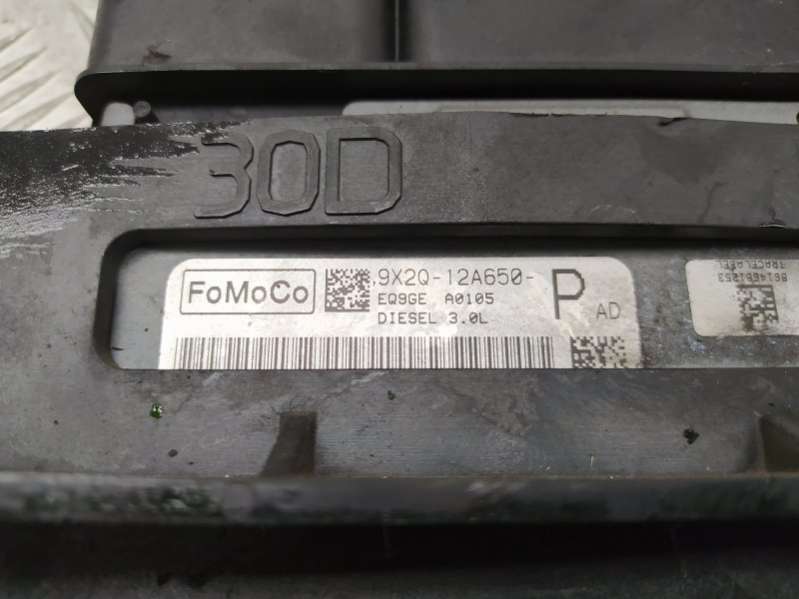 30D
FoMoCo
9X2Q-12A650-
P
AD
EQ9GE A0105
DIESEL 3.0L